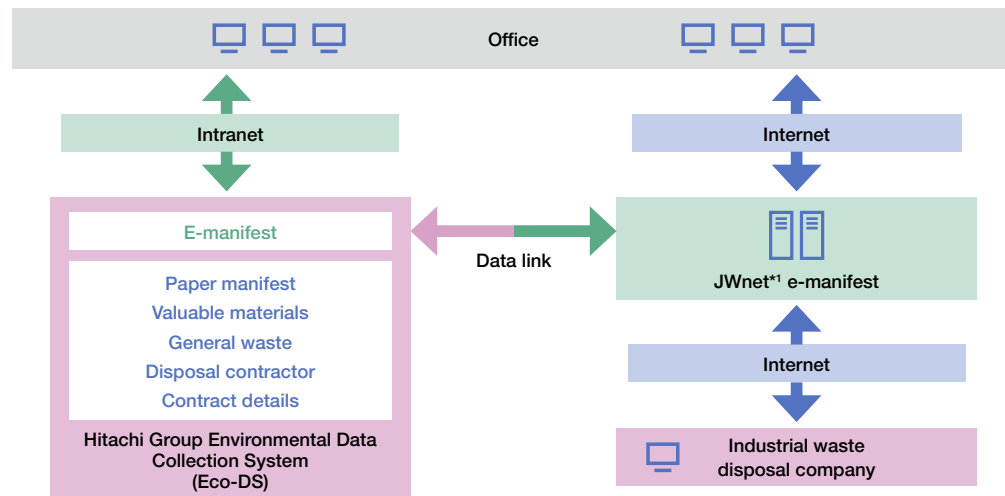 Office
Intranet
Internet
E-manifest
Paper manifest
Valuable materials
General waste
Disposal contractor
Contract details
Hitachi Group Environmental Data
Collection System
(Eco-DS)
Data link
JWnet*1 e-manifest
Internet
Industrial waste
disposal company